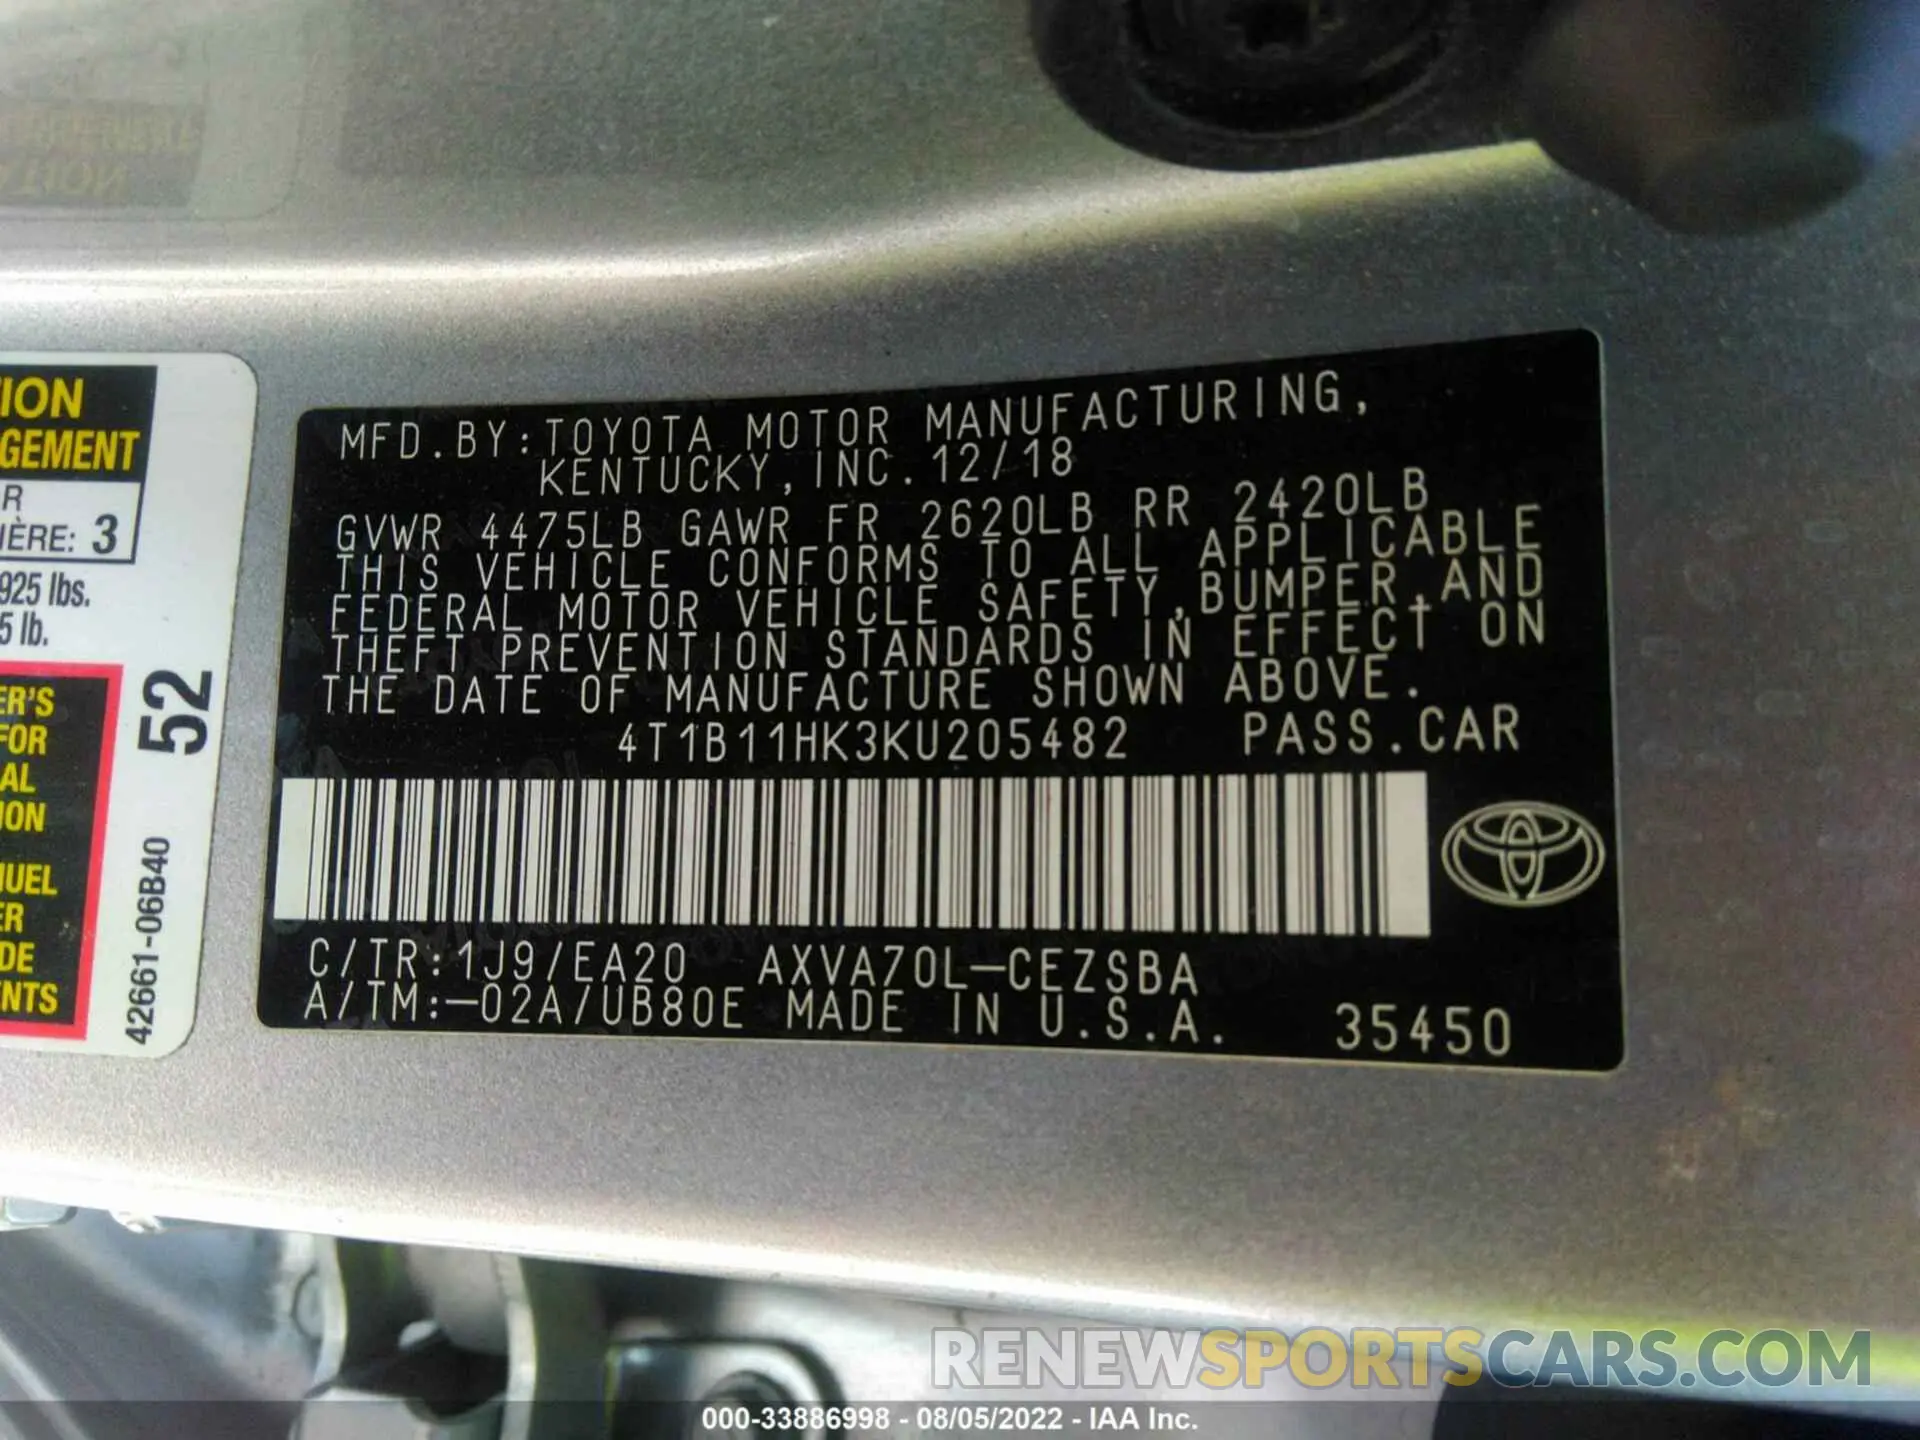 TION
GEMENT
R
IÈRE: 3
925 lbs.
5 lb.
ER'S
FOR
AL
ION
UEL
ER
DE
NTS
52
42661-06B40
MFD.BY:TOYOTA MOTOR MANUFACTURING,
KENTUCKY,INC.12/18
GVWR 4475LB GAWR FR 2620LB RR 2420LB
THIS VEHICLE CONFORMS TO ALL APPLICABLE
FEDERAL MOTOR VEHICLE SAFETY,BUMPER,AND
THEFT PREVENTION STANDARDS IN EFFECT ON
THE DATE OF MANUFACTURE SHOWN ABOVE.
4T1B11HK3KU205482 PASS.CAR
C/TR:1J9/EA20 AXVA70L-CEZSBA
A/TM:-02A/UB80E MADE IN U.S.A. 35450
RENEWSPORTSCARS.COM
000-33886998 - 08/05/2022 - IAA Inc.